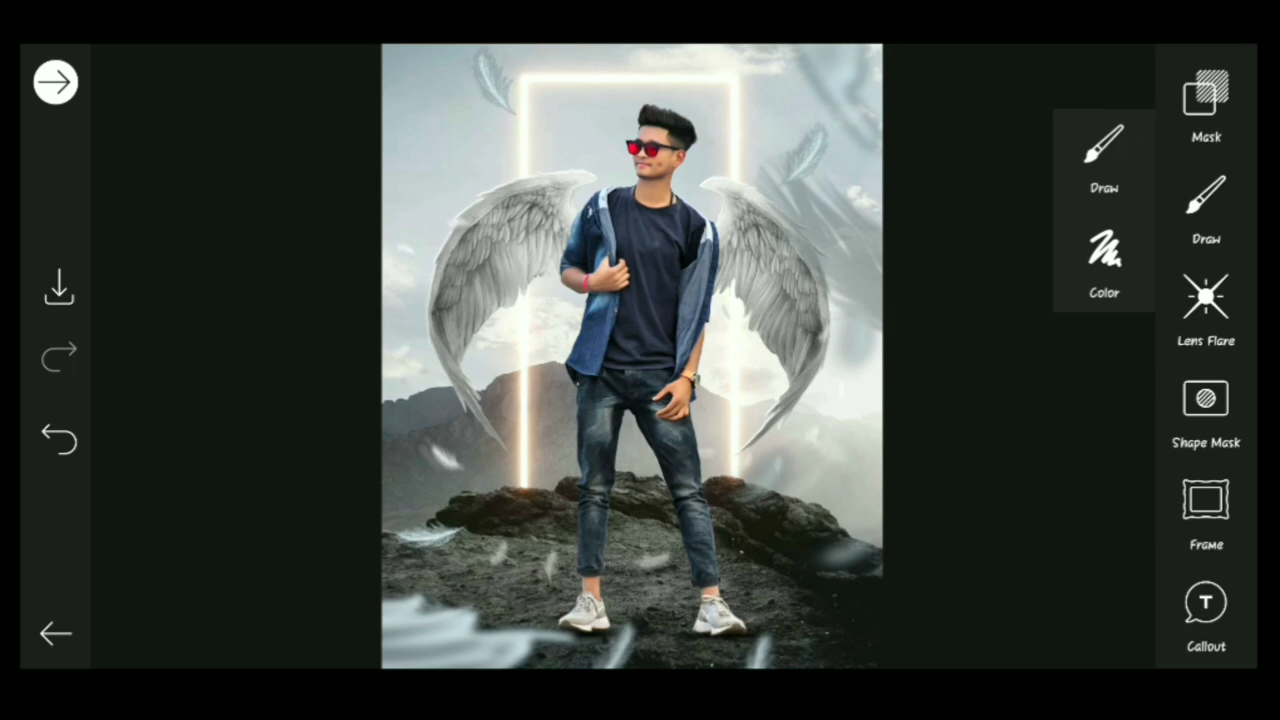 Draw
Color
Mask
Draw
Lens Flare
Shape Mask
Frame
T
Callout